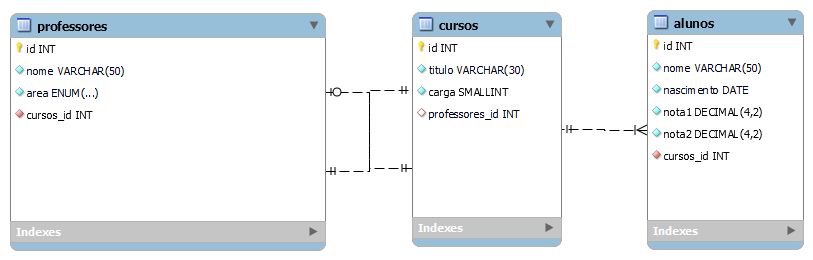 professores
id INT
nome VARCHAR(50)
area ENUM(...)
cursos_id INT
Indexes
cursos
id INT
titulo VARCHAR(30)
carga SMALLINT
professores_id INT
Indexes
alunos
id INT
nome VARCHAR(50)
nascimento DATE
nota1 DECIMAL(4,2)
nota2 DECIMAL(4,2)
cursos_id INT
Indexes